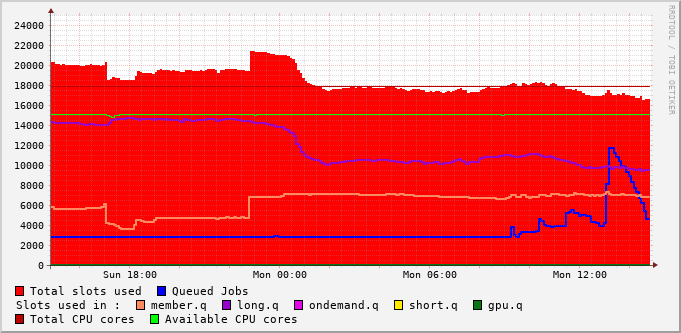 RRDTOOL / TOBI OETIKER
24000
22000
20000
18000
16000
14000
12000
10000
8000
6000
4000
2000
0
Sun 18:00 Mon 00:00 Mon 06:00 Mon 12:00
Total slots used Queued Jobs
Slots used in : member.q long.q ondemand.q short.q gpu.q
Total CPU cores Available CPU cores